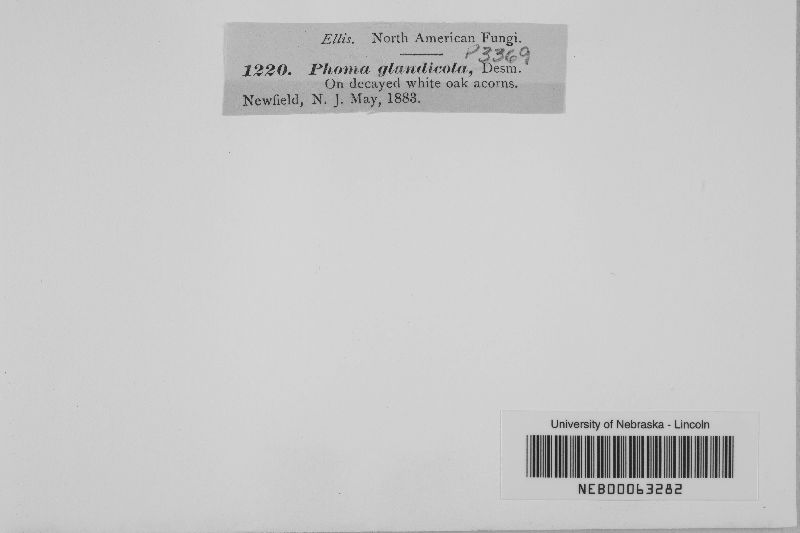 Ellis. North American Fungi.
P3369
1220. Phoma glandicola, Desm.
On decayed white oak acorns.
Newfield, N. J. May, 1883.
University of Nebraska - Lincoln
NEB00063282